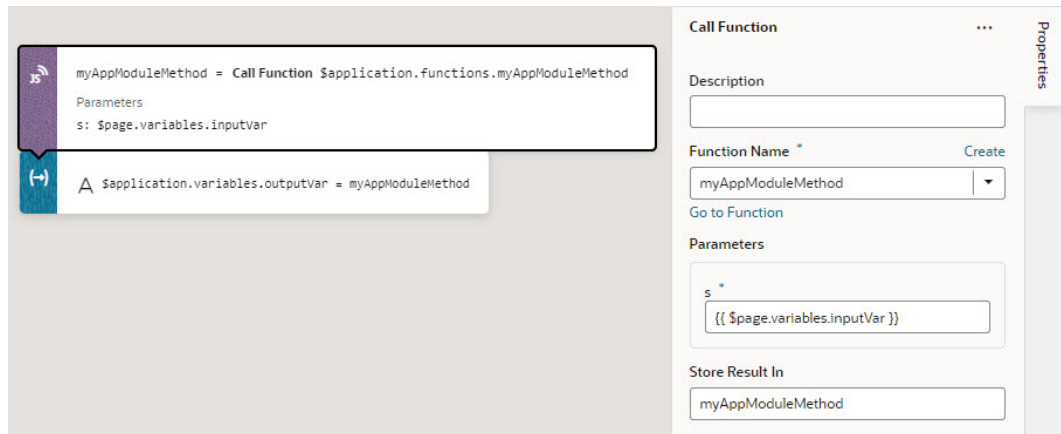 JS
myAppModuleMethod = Call Function $application.functions.myAppModuleMethod
Parameters
s: $page.variables.inputVar
(→)
A $application.variables.outputVar = myAppModuleMethod
Call Function
...
Properties
Description
Function Name *
Create
myAppModuleMethod
Go to Function
Parameters
s *
{{ $page.variables.inputVar }}
Store Result In
myAppModuleMethod